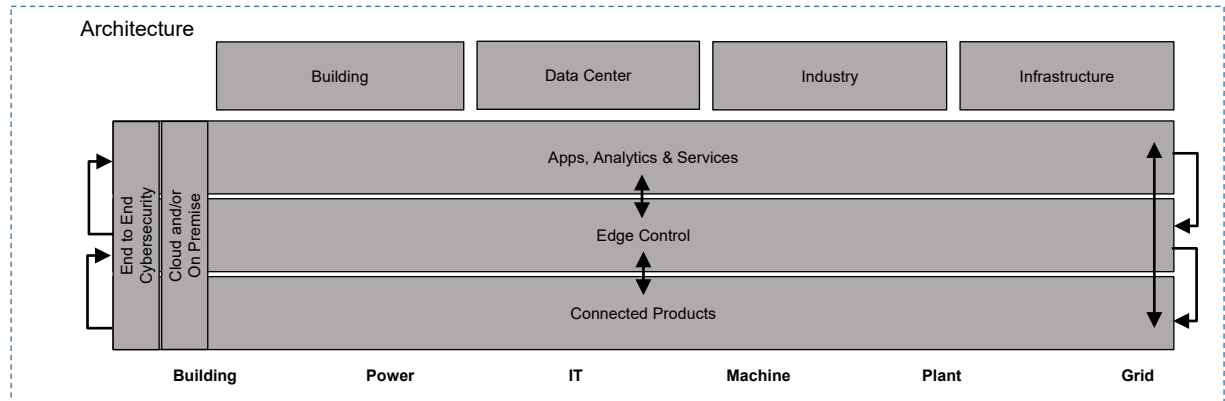 Architecture
Building
Data Center
Industry
Infrastructure
Apps, Analytics & Services
End to End
Cybersecurity
Cloud and/or
On Premise
Edge Control
Connected Products
Building
Power
IT
Machine
Plant
Grid